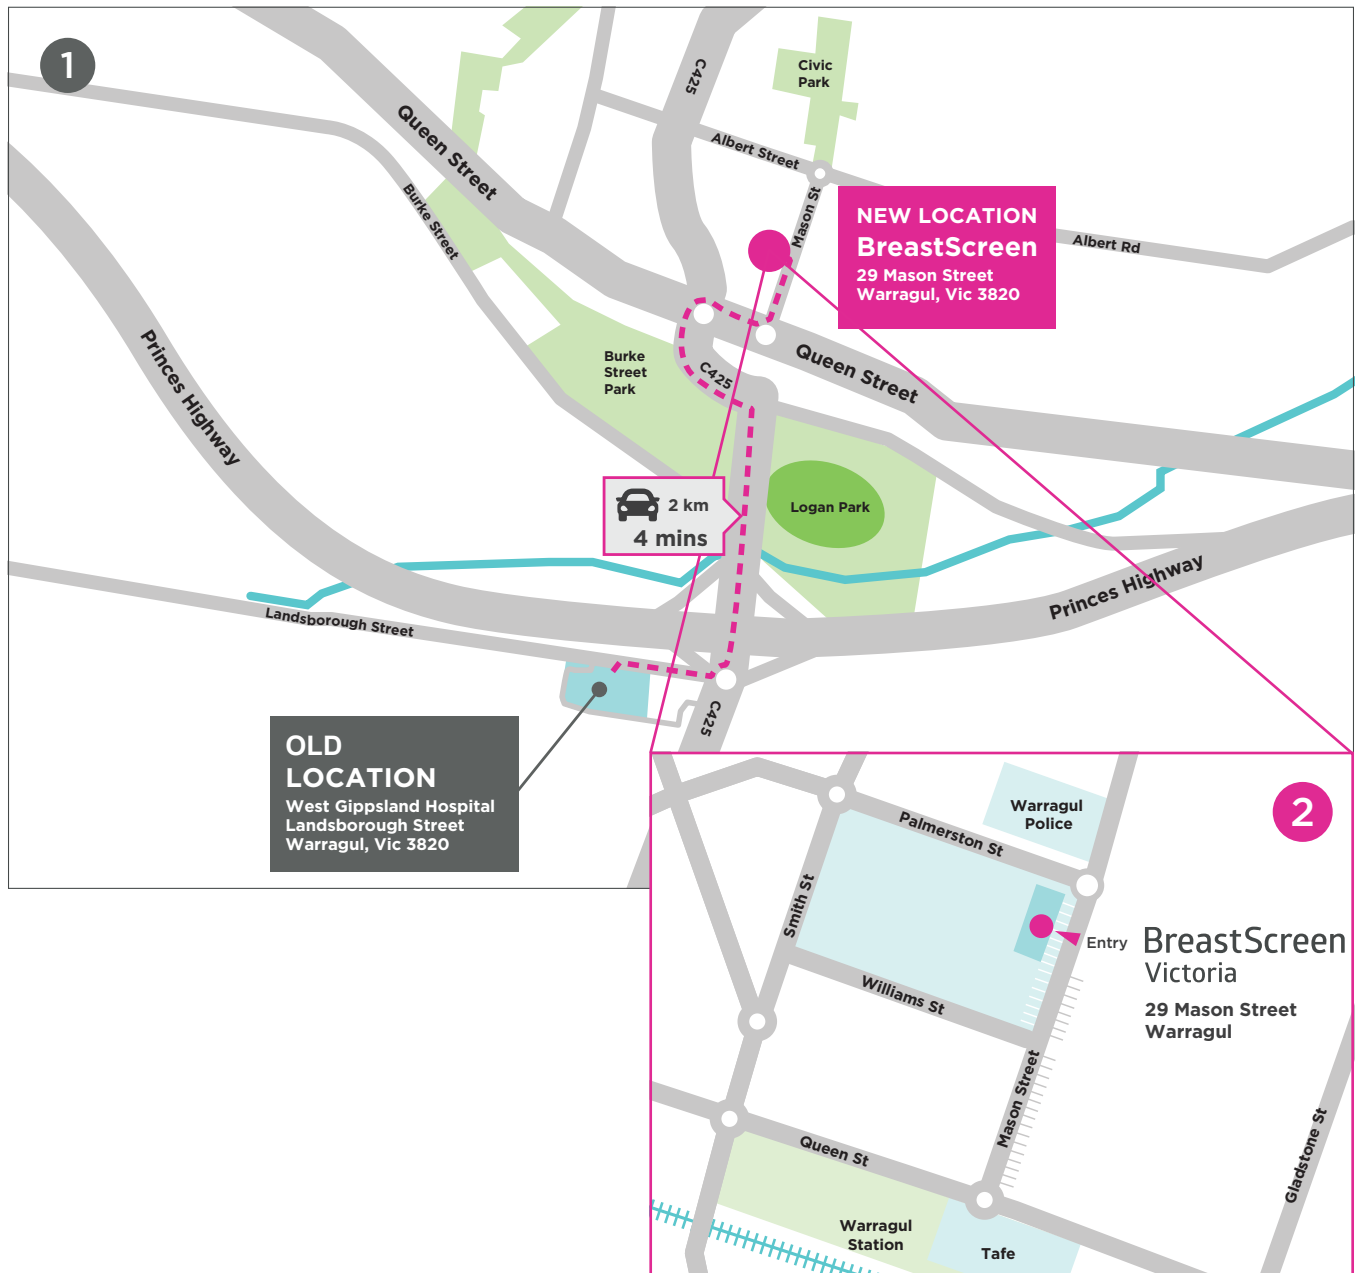 1
C425
Civic
Park
Queen Street
Albert Street
Burke Street
Mason St
NEW LOCATION
BreastScreen
29 Mason Street
Warragul, Vic 3820
Albert Rd
Princes Highway
Burke
Street
Park
C425
Queen Street
2 km
4 mins
Logan Park
Princes Highway
Landsborough Street
C425
OLD
LOCATION
West Gippsland Hospital
Landsborough Street
Warragul, Vic 3820
2
Warragul
Police
Palmerston St
Smith St
Entry
BreastScreen
Victoria
29 Mason Street
Warragul
Williams St
Mason Street
Gladstone St
Queen St
Warragul
Station
Tafe